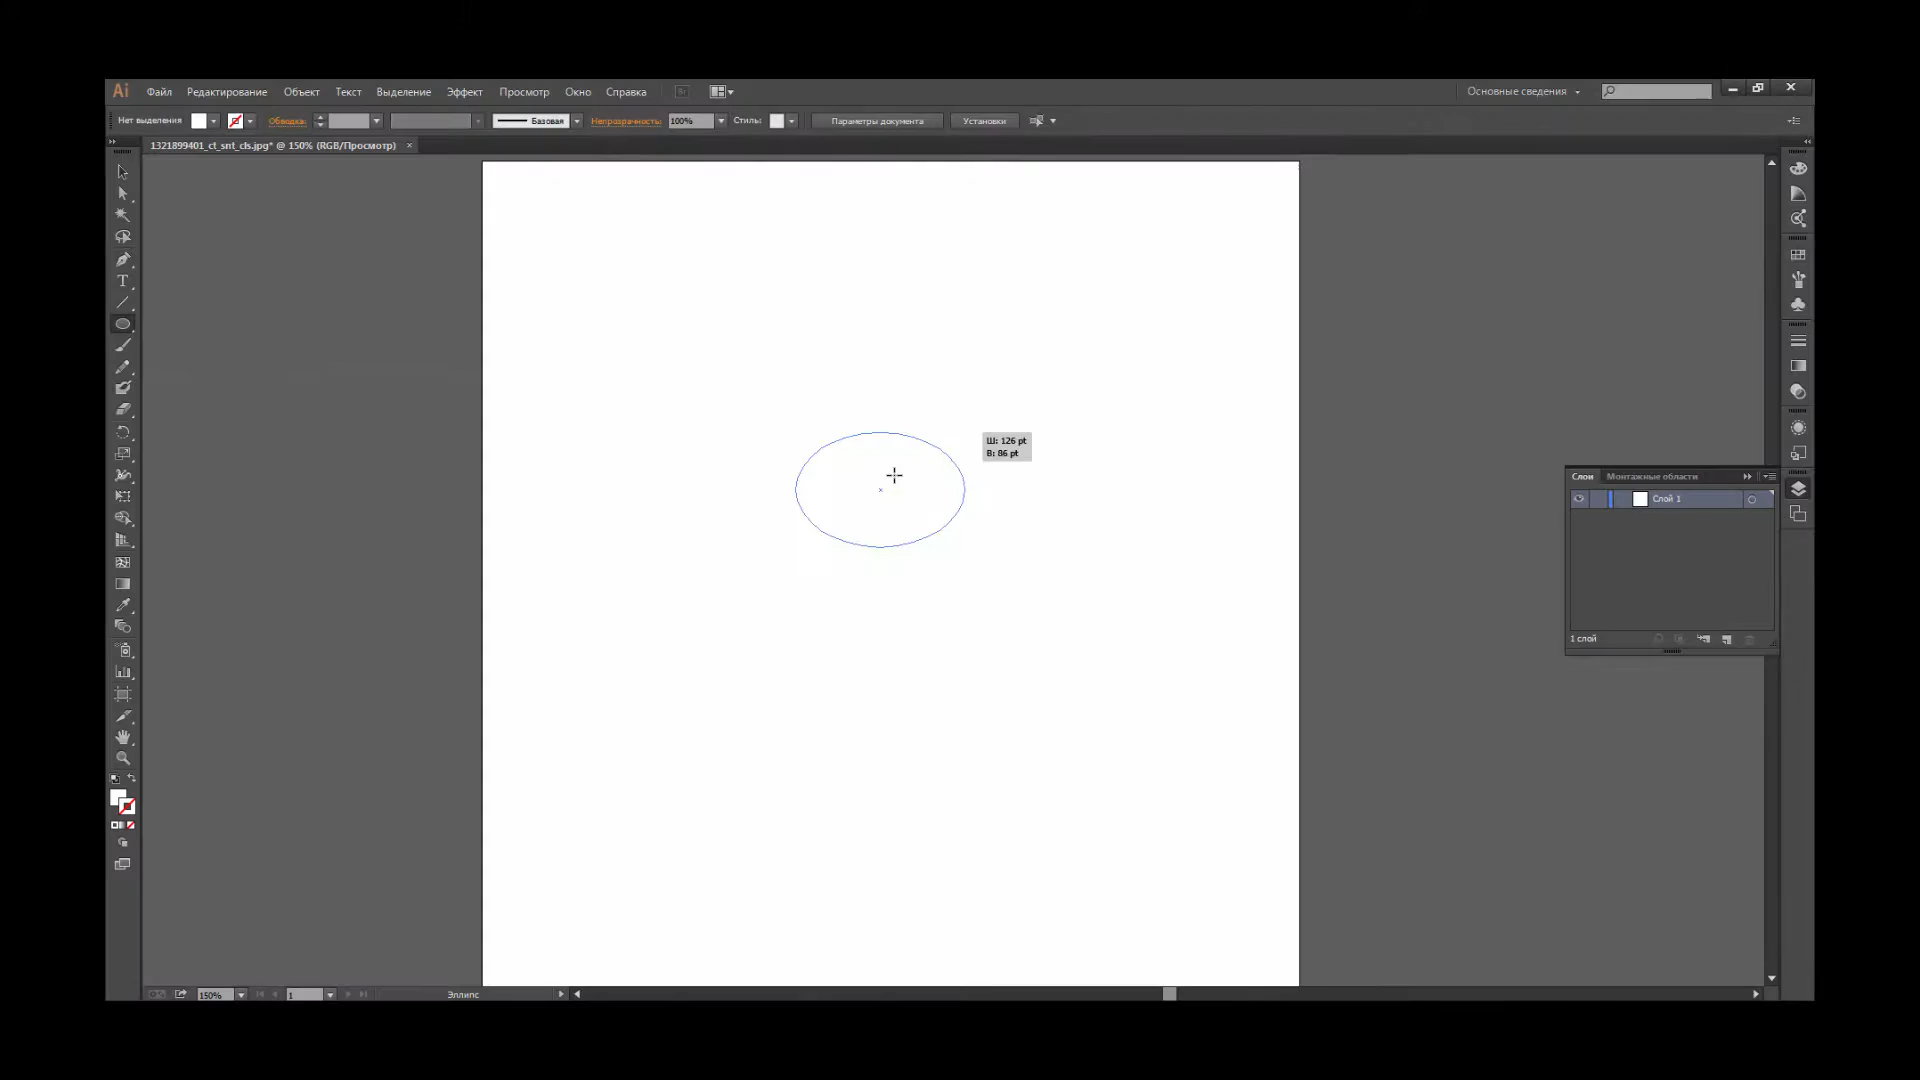 Ai Файл Редактирование Объект Текст Выделение Эффект Просмотр Окно Справка Br Основные сведения
Нет выделения Обводка: Базовая Непрозрачность: 100% Стиль: Параметры документа Установки
1321899401_ct_snt_cls.jpg* @ 150% (RGB/Просмотр) ×
Ш: 126 pt
В: 86 pt
Слои Монтажные области
Слой 1
1 слой
150% 1 Эллипс